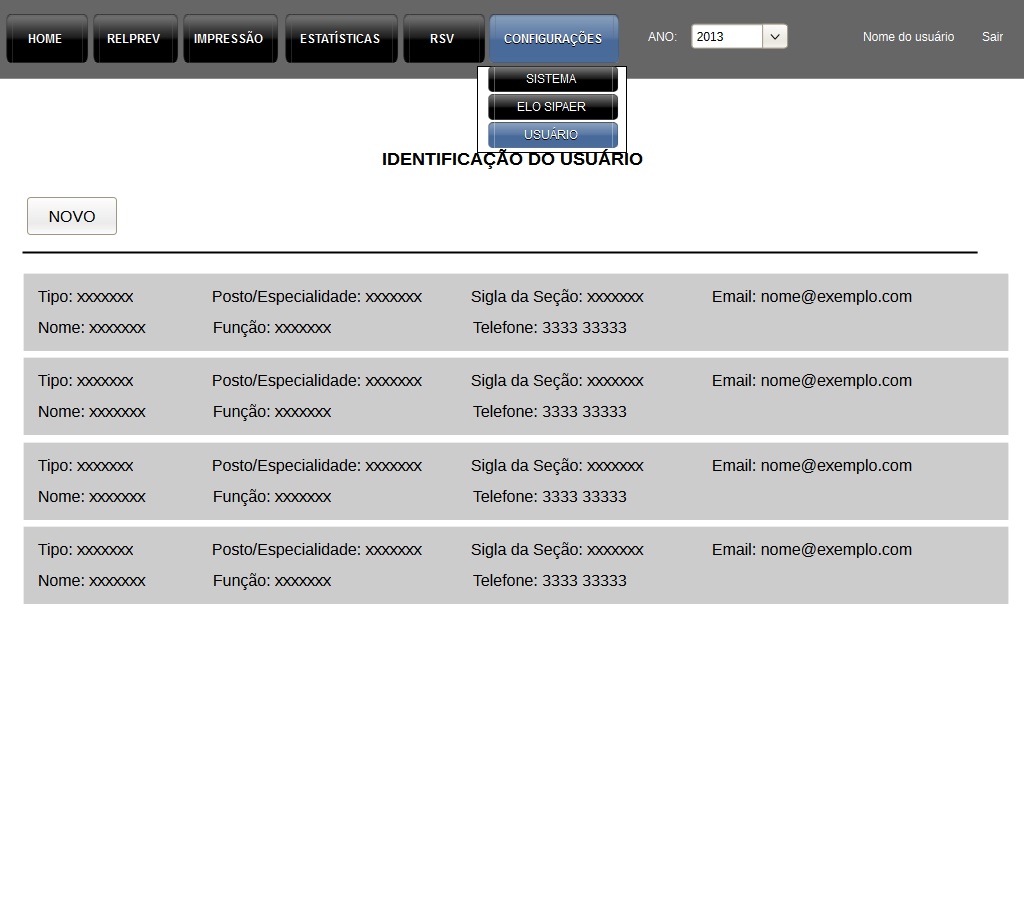 HOME RELPREV IMPRESSÃO ESTATÍSTICAS RSV CONFIGURAÇÕES ANO: 2013 Nome do usuário Sair
SISTEMA
ELO SIPAER
USUÁRIO
IDENTIFICAÇÃO DO USUÁRIO
NOVO
Tipo: xxxxxxx Posto/Especialidade: xxxxxxx Sigla da Seção: xxxxxxx Email: nome@exemplo.com
Nome: xxxxxxx Função: xxxxxxx Telefone: 3333 33333
Tipo: xxxxxxx Posto/Especialidade: xxxxxxx Sigla da Seção: xxxxxxx Email: nome@exemplo.com
Nome: xxxxxxx Função: xxxxxxx Telefone: 3333 33333
Tipo: xxxxxxx Posto/Especialidade: xxxxxxx Sigla da Seção: xxxxxxx Email: nome@exemplo.com
Nome: xxxxxxx Função: xxxxxxx Telefone: 3333 33333
Tipo: xxxxxxx Posto/Especialidade: xxxxxxx Sigla da Seção: xxxxxxx Email: nome@exemplo.com
Nome: xxxxxxx Função: xxxxxxx Telefone: 3333 33333